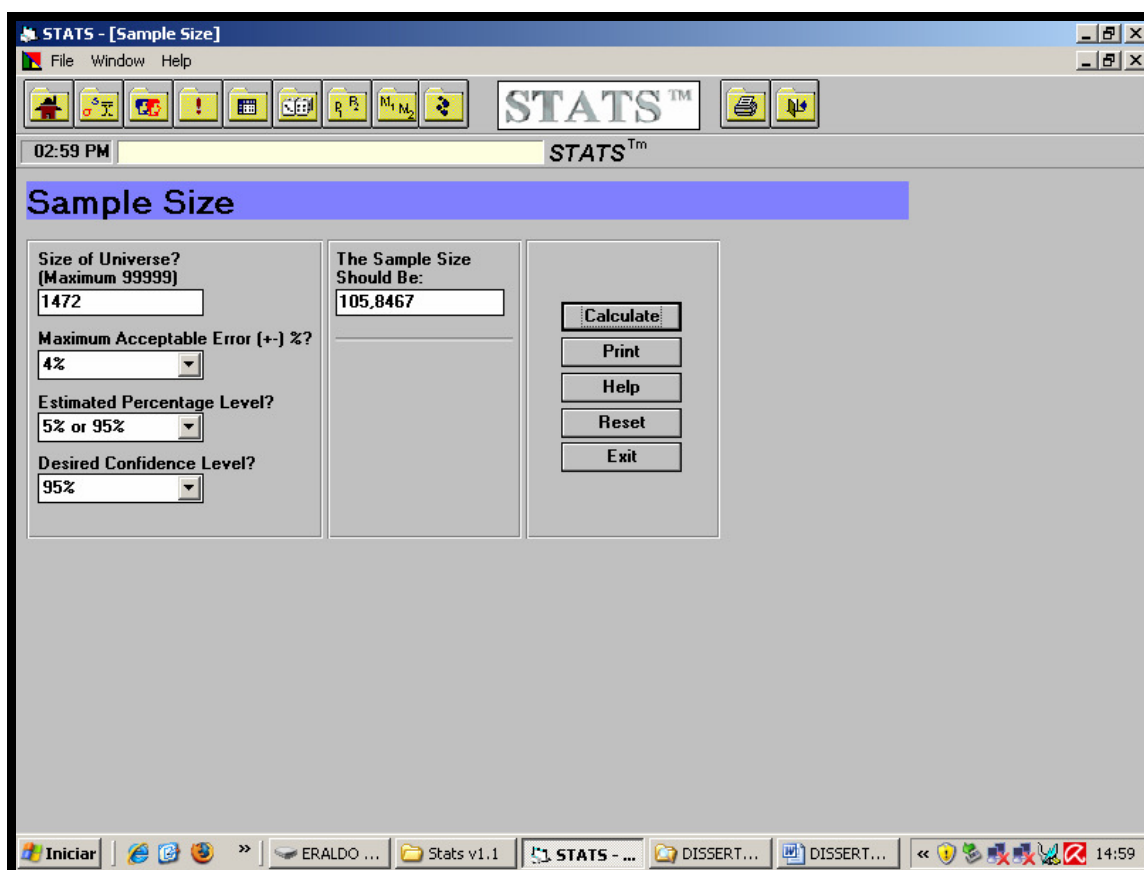 STATS - [Sample Size]
File Window Help
STATS™
02:59 PM
STATS Tm
Sample Size
Size of Universe?
(Maximum 99999)
1472
Maximum Acceptable Error (+-) %?
4%
Estimated Percentage Level?
5% or 95%
Desired Confidence Level?
95%
The Sample Size
Should Be:
105,8467
Calculate
Print
Help
Reset
Exit
Iniciar » ERALDO ... Stats v1.1 STATS - ... DISSERT... DISSERT... « 14:59